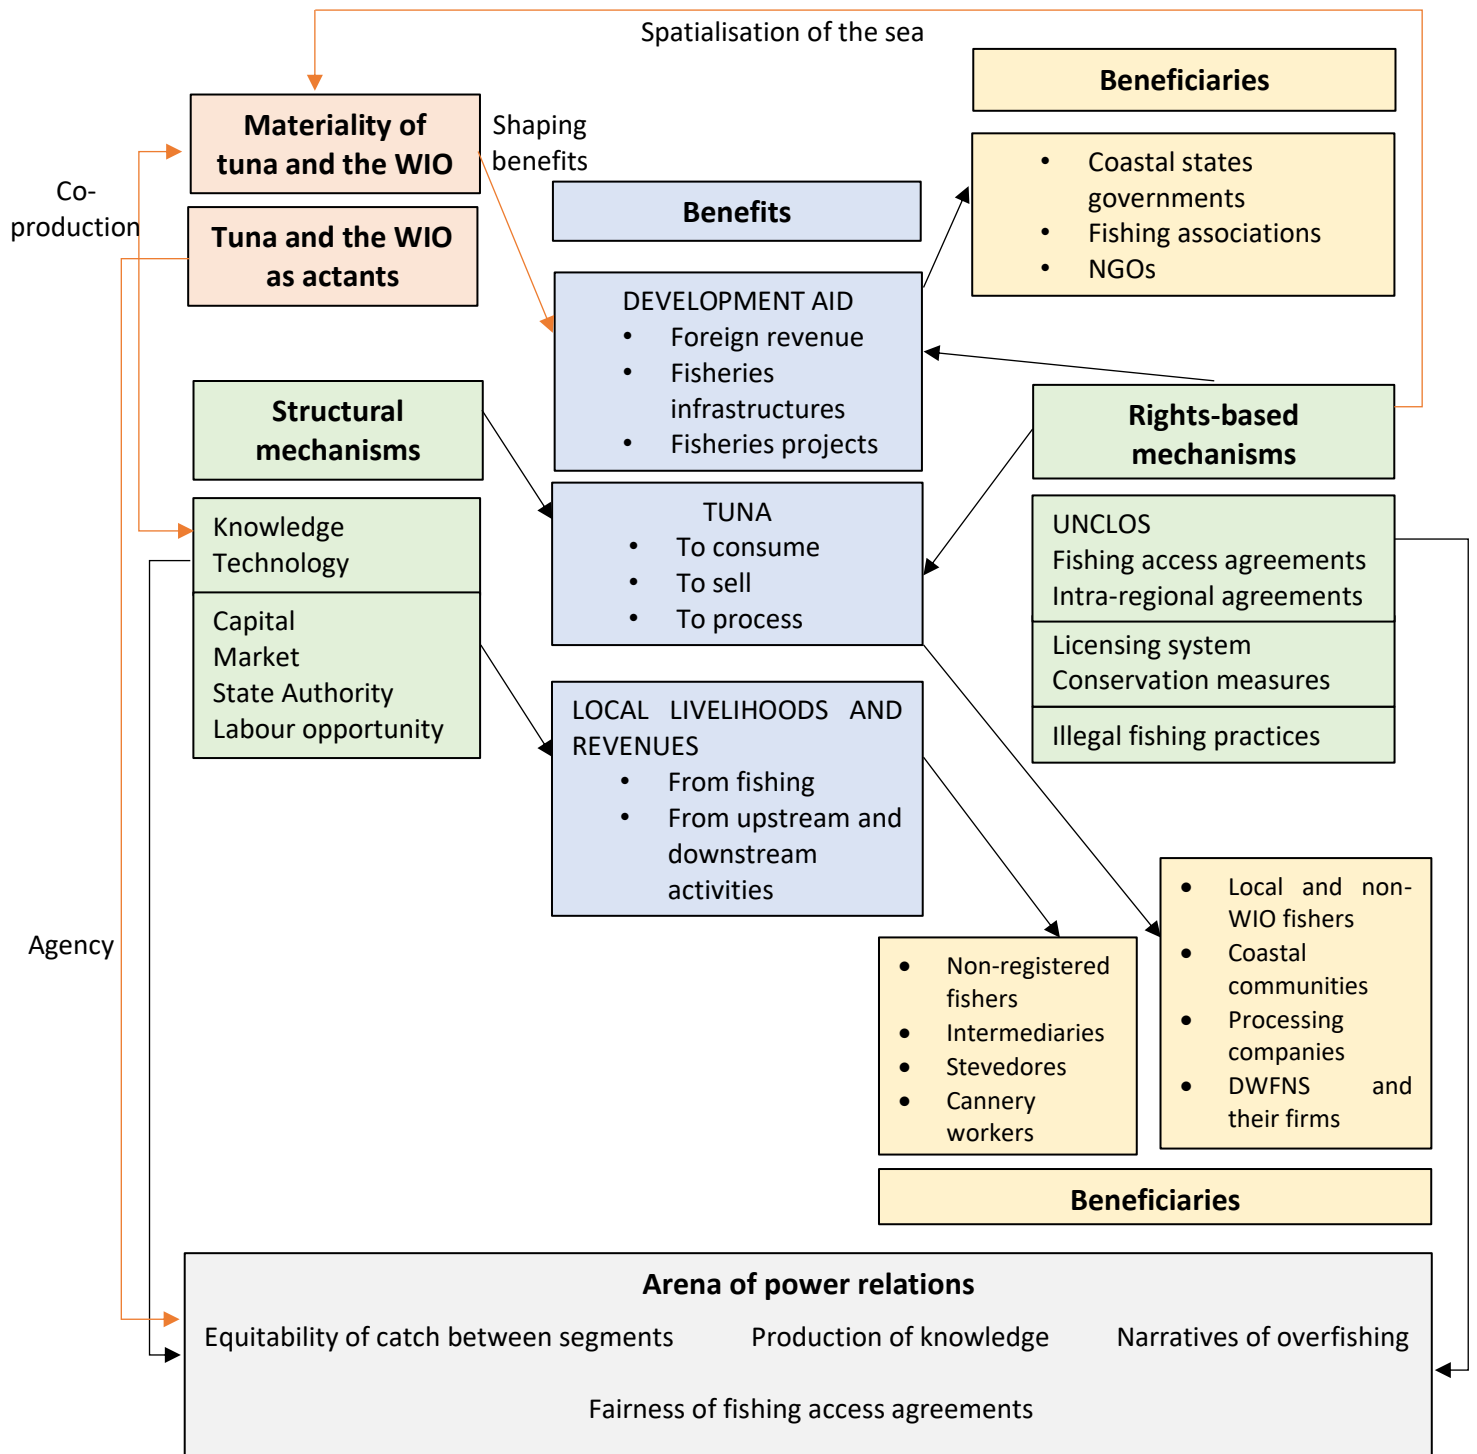 Spatialisation of the sea
Beneficiaries
Materiality of
tuna and the WIO
Shaping
benefits
Co-
production
• Coastal states
governments
• Fishing associations
• NGOs
Benefits
Tuna and the WIO
as actants
DEVELOPMENT AID
• Foreign revenue
• Fisheries
infrastructures
• Fisheries projects
Structural
mechanisms
Rights-based
mechanisms
Knowledge
Technology
Capital
Market
State Authority
Labour opportunity
TUNA
• To consume
• To sell
• To process
UNCLOS
Fishing access agreements
Intra-regional agreements
Licensing system
Conservation measures
Illegal fishing practices
LOCAL LIVELIHOODS AND
REVENUES
• From fishing
• From upstream and
downstream
activities
Agency
• Non-registered
fishers
• Intermediaries
• Stevedores
• Cannery
workers
• Local and non-
WIO fishers
• Coastal
communities
• Processing
companies
• DWFNS and
their firms
Beneficiaries
Arena of power relations
Equitability of catch between segments Production of knowledge Narratives of overfishing
Fairness of fishing access agreements